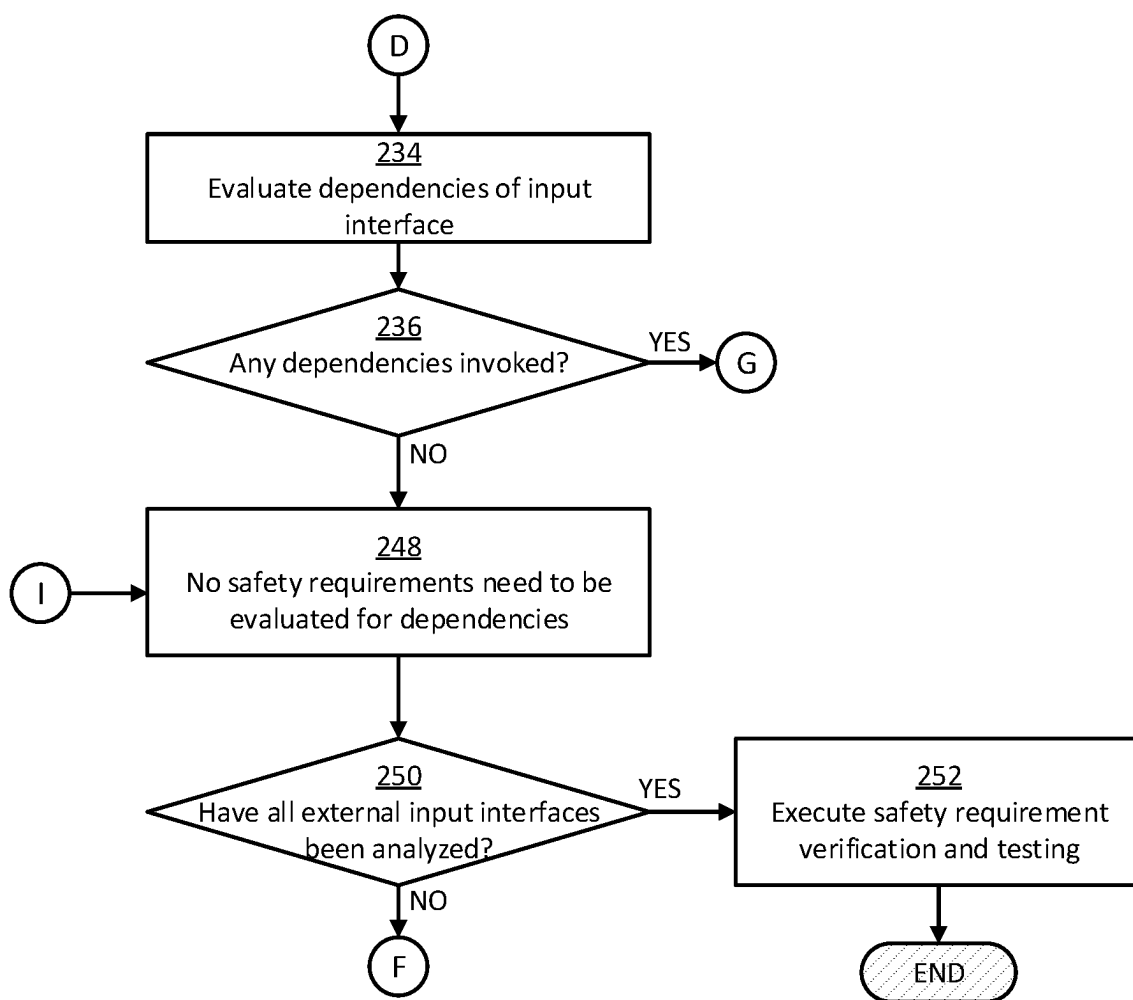 D
234
Evaluate dependencies of input
interface
236
Any dependencies invoked?
YES
G
NO
248
No safety requirements need to be
evaluated for dependencies
I
250
Have all external input interfaces
been analyzed?
YES
252
Execute safety requirement
verification and testing
NO
F
END